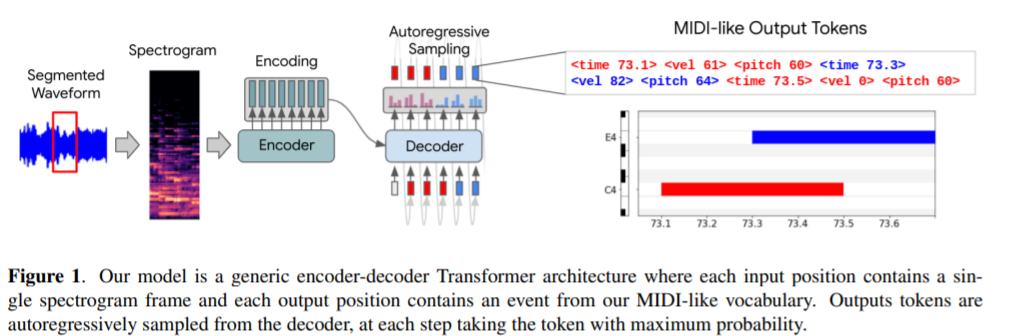 Segmented
Waveform
Spectrogram
Encoding
Encoder
Autoregressive
Sampling
Decoder
MIDI-like Output Tokens
<time 73.1> <vel 61> <pitch 60> <time 73.3>
<vel 82> <pitch 64> <time 73.5> <vel 0> <pitch 60>
E4
C4
73.1 73.2 73.3 73.4 73.5 73.6
Figure 1. Our model is a generic encoder-decoder Transformer architecture where each input position contains a sin-
gle spectrogram frame and each output position contains an event from our MIDI-like vocabulary. Outputs tokens are
autoregressively sampled from the decoder, at each step taking the token with maximum probability.